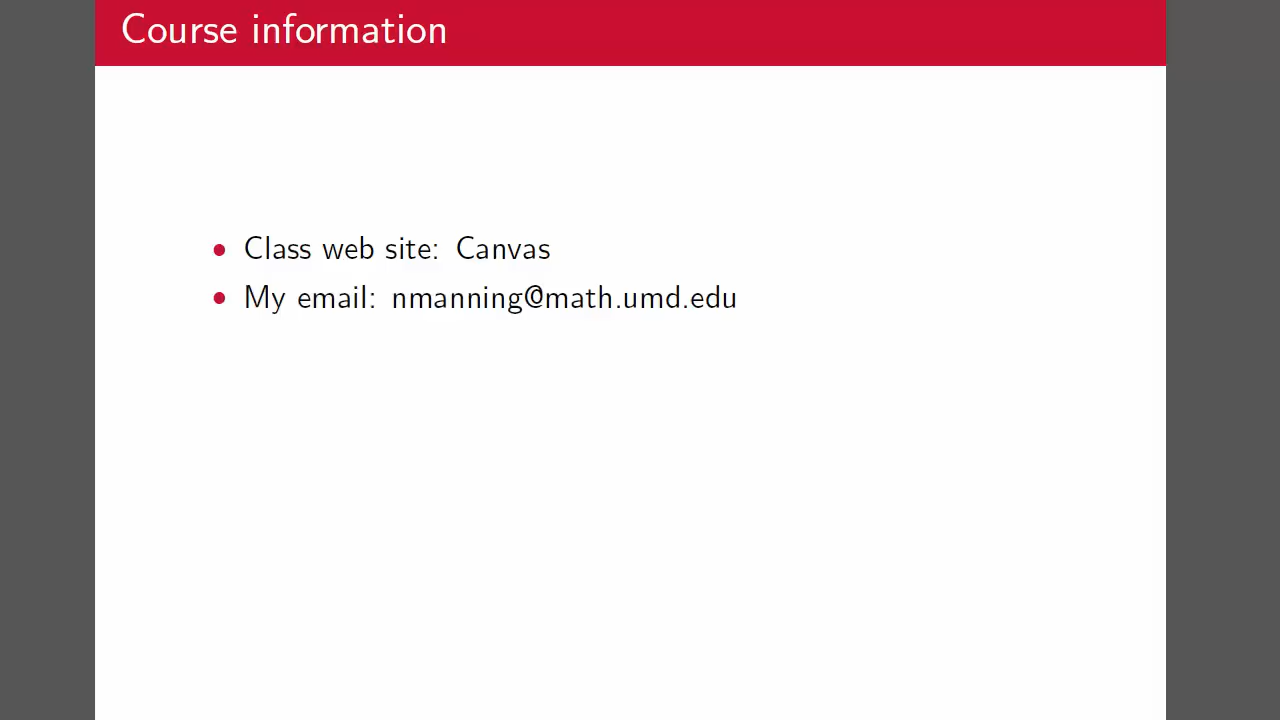 Course information
• Class web site: Canvas
• My email: nmanning@math.umd.edu